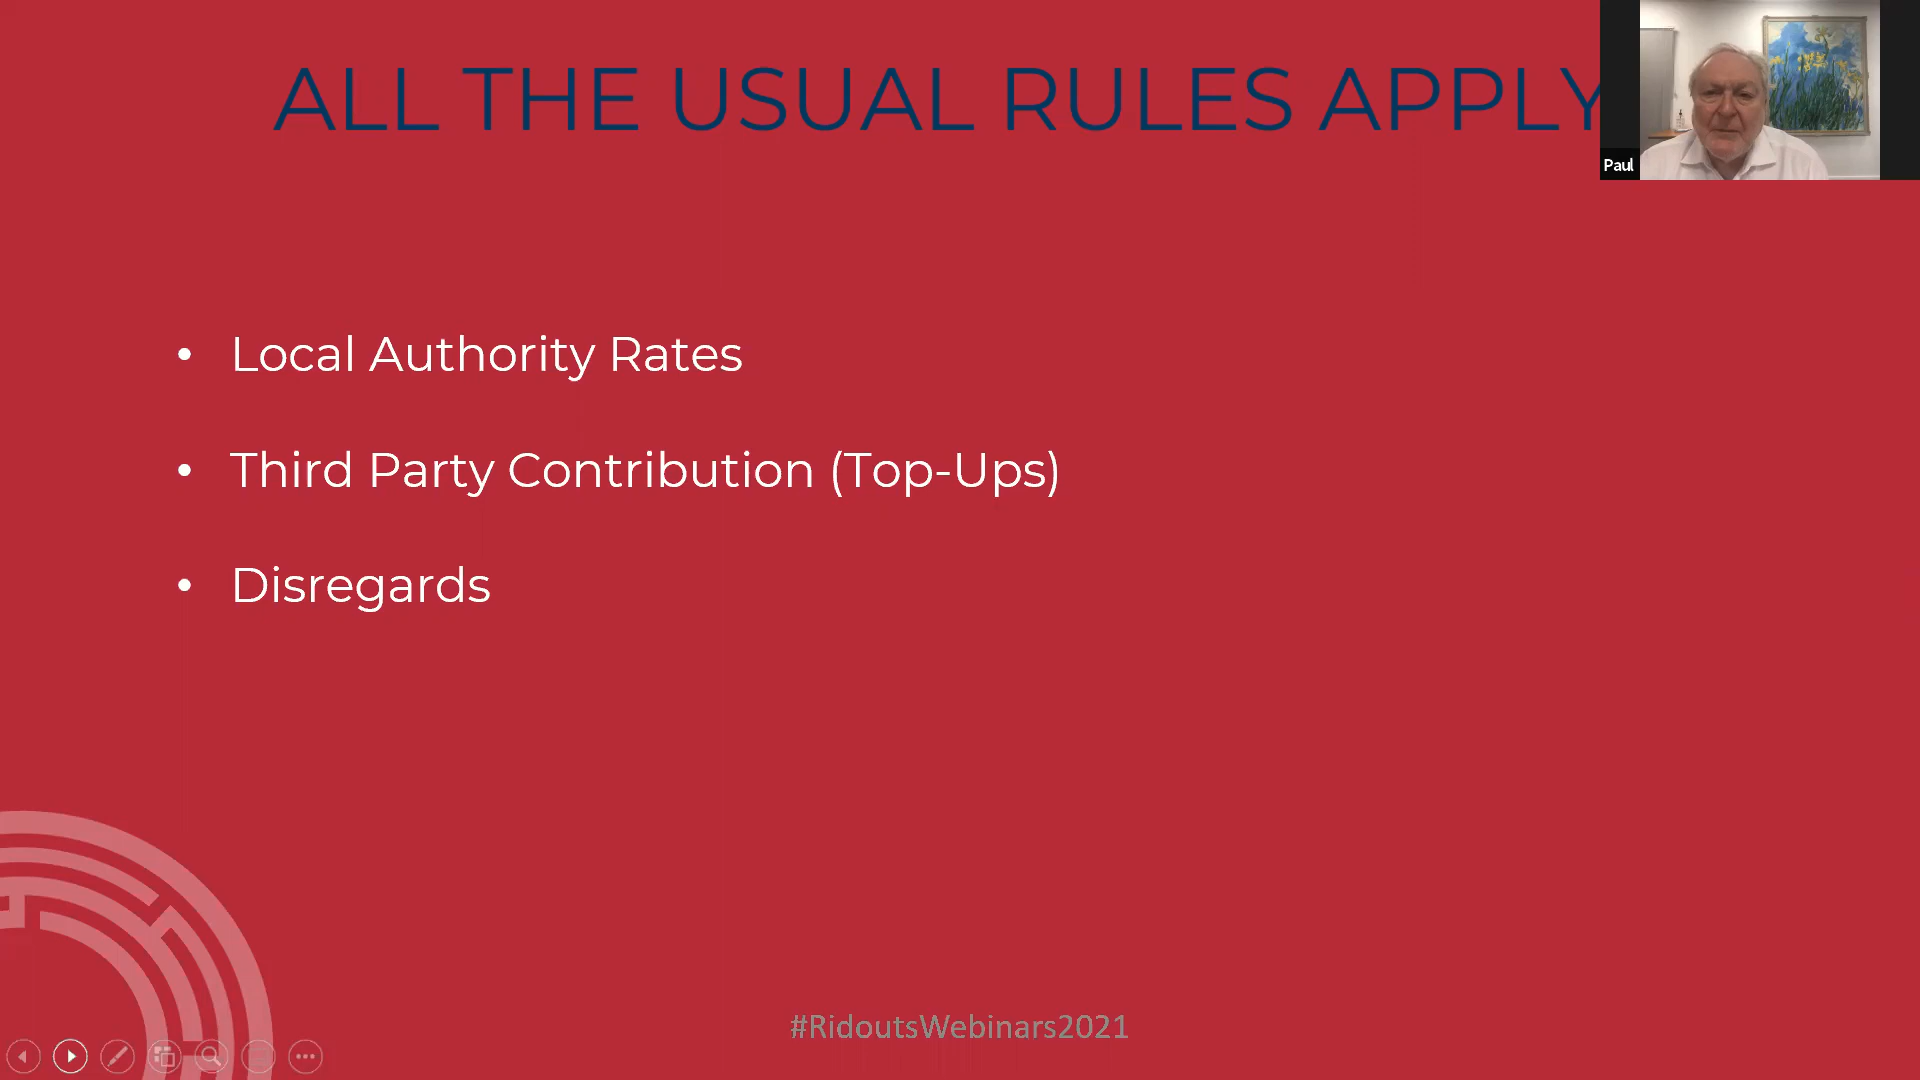 ALL THE USUAL RULES APPLY
Paul
• Local Authority Rates
• Third Party Contribution (Top-Ups)
• Disregards
#RidoutsWebinars2021